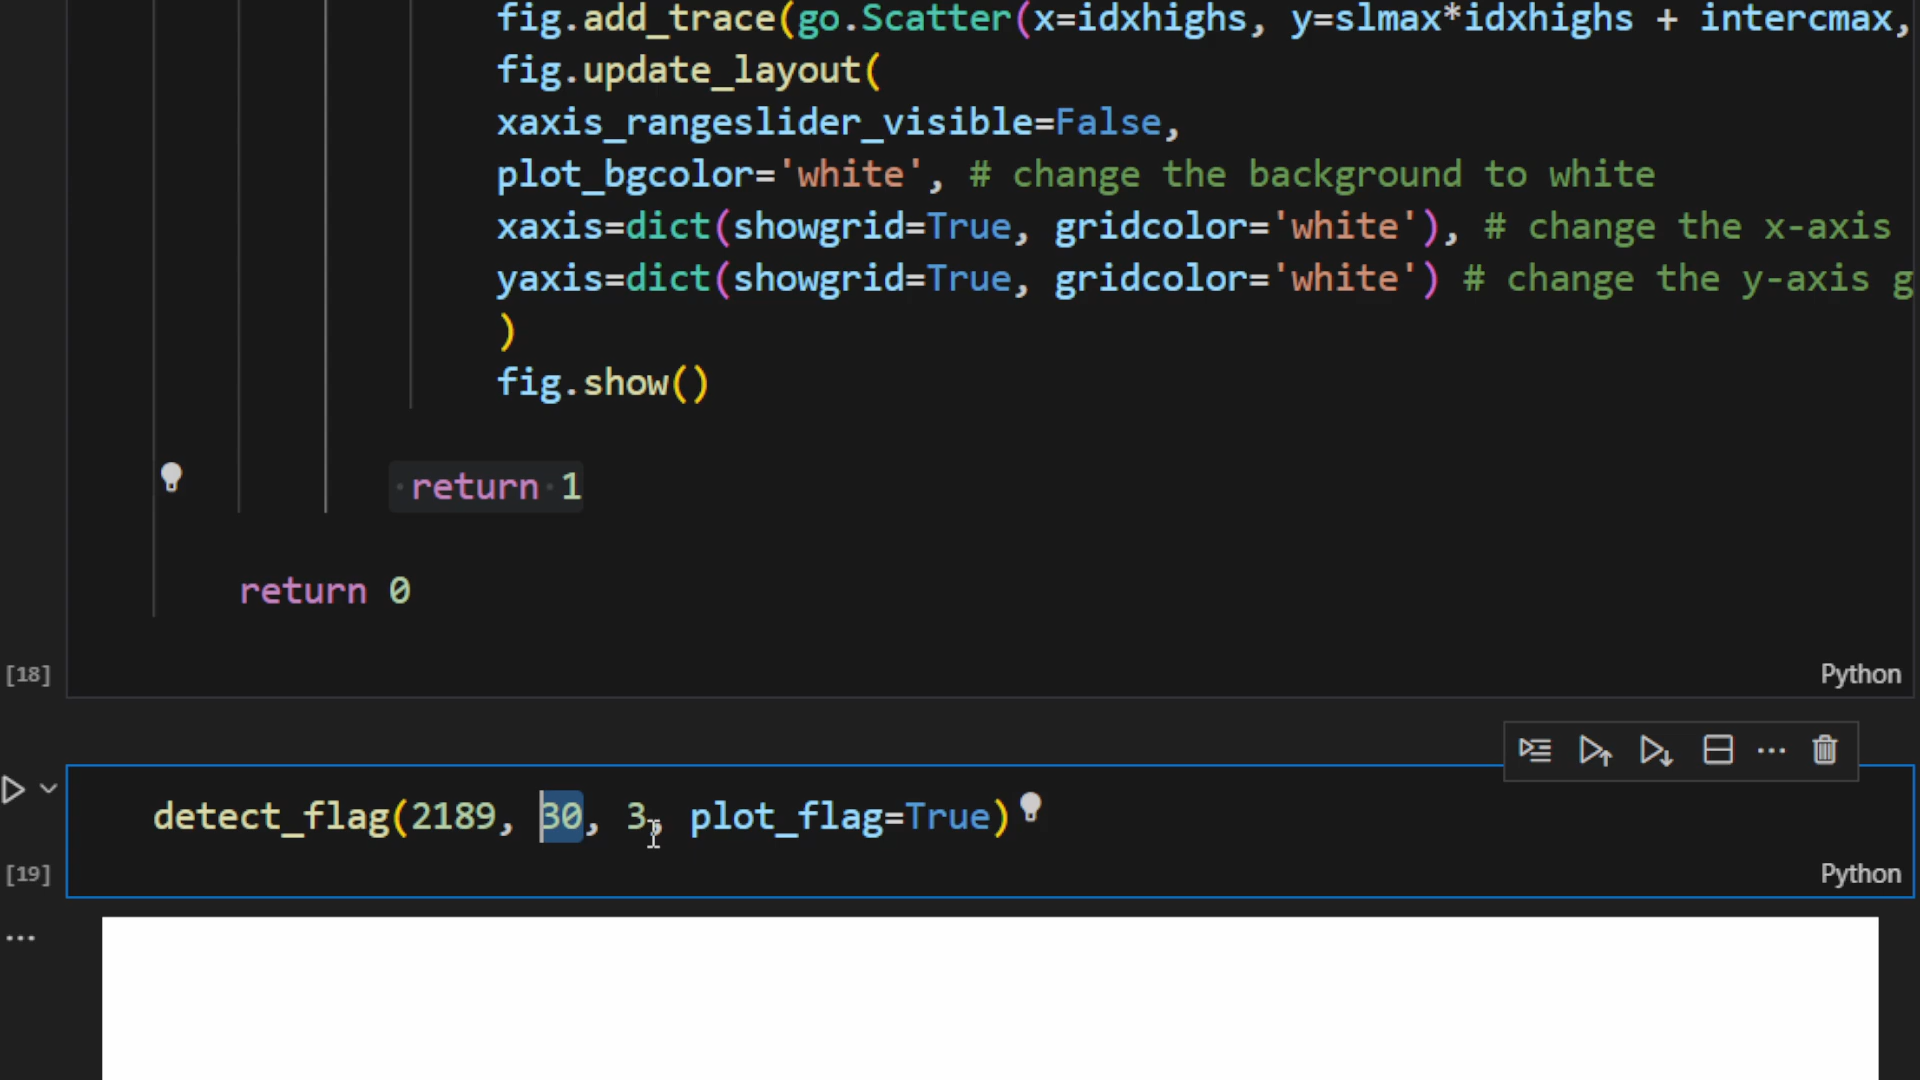 fig.add_trace(go.Scatter(x=idxhighs, y=slmax*idxhighs + intercmax,
fig.update_layout(
xaxis_rangeslider_visible=False,
plot_bgcolor='white', # change the background to white
xaxis=dict(showgrid=True, gridcolor='white'), # change the x-axis
yaxis=dict(showgrid=True, gridcolor='white') # change the y-axis g
)
fig.show()
return 1
return 0
[18]
Python
detect_flag(2189, 30, 3, plot_flag=True)
[19]
Python